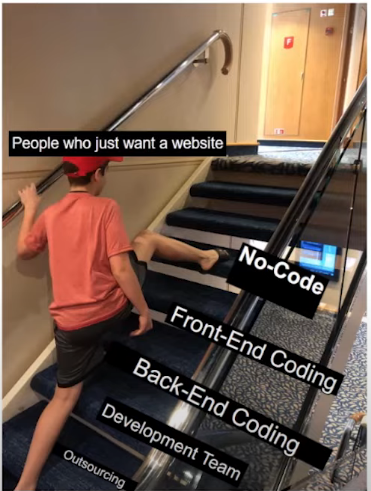 People who just want a website
No-Code
Front-End Coding
Back-End Coding
Development Team
Outsourcing